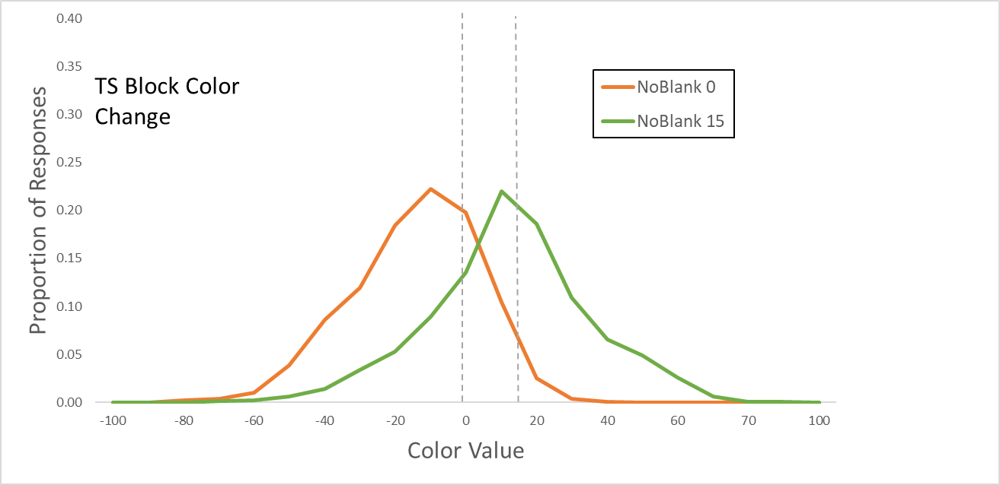 0.40
0.35
0.30
0.25
0.20
0.15
0.10
0.05
0.00
Proportion of Responses
TS Block Color
Change
NoBlank 0
NoBlank 15
-100 -80 -60 -40 -20 0 20 40 60 70 100
Color Value